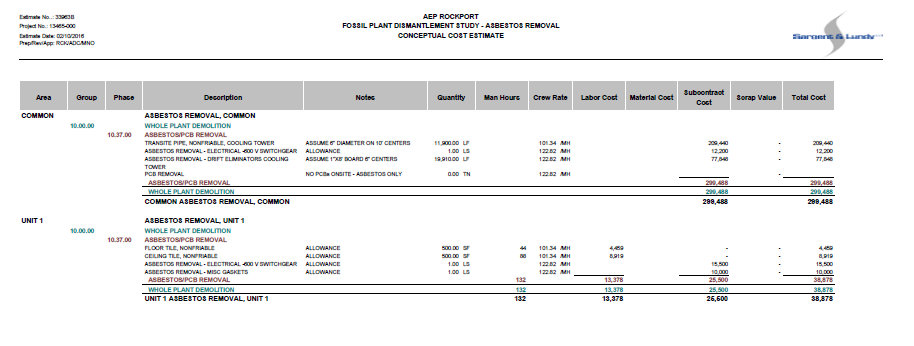 Estimate No.: 33963B
Project No.: 13465-000
Estimate Date: 02/10/2016
Prep/Rev/App: RCK/ADC/MNO
AEP ROCKPORT
FOSSIL PLANT DISMANTLEMENT STUDY - ASBESTOS REMOVAL
CONCEPTUAL COST ESTIMATE
Sargent & Lundy
Area Group Phase Description Notes Quantity Man Hours Crew Rate Labor Cost Material Cost Subcontract Cost Scrap Value Total Cost
COMMON ASBESTOS REMOVAL, COMMON
10.00.00 WHOLE PLANT DEMOLITION
10.37.00 ASBESTOS/PCB REMOVAL
TRANSITE PIPE, NONFRIABLE, COOLING TOWER ASSUME 6" DIAMETER ON 10' CENTERS 11,900.00 LF 101.34 /MH 209,440 - 209,440
ASBESTOS REMOVAL - ELECTRICAL -600 V SWITCHGEAR ALLOWANCE 1.00 LS 122.62 /MH 12,200 - 12,200
ASBESTOS REMOVAL - DRIFT ELIMINATORS COOLING TOWER ASSUME 1"X8' BOARD 6" CENTERS 19,910.00 LF 122.62 /MH 77,848 - 77,848
PCB REMOVAL NO PCBs ONSITE - ASBESTOS ONLY 0.00 TN 122.62 /MH -
ASBESTOS/PCB REMOVAL 299,488 299,488
WHOLE PLANT DEMOLITION 299,488 299,488
COMMON ASBESTOS REMOVAL, COMMON 299,488 299,488
UNIT 1 ASBESTOS REMOVAL, UNIT 1
10.00.00 WHOLE PLANT DEMOLITION
10.37.00 ASBESTOS/PCB REMOVAL
FLOOR TILE, NONFRIABLE ALLOWANCE 500.00 SF 44 101.34 /MH 4,459 - - 4,459
CEILING TILE, NONFRIABLE ALLOWANCE 500.00 SF 88 101.34 /MH 8,919 - - 8,919
ASBESTOS REMOVAL - ELECTRICAL -600 V SWITCHGEAR ALLOWANCE 1.00 LS 122.62 /MH 15,500 - 15,500
ASBESTOS REMOVAL - MISC GASKETS ALLOWANCE 1.00 LS 122.62 /MH 10,000 - 10,000
ASBESTOS/PCB REMOVAL 132 13,378 25,500 38,878
WHOLE PLANT DEMOLITION 132 13,378 25,500 38,878
UNIT 1 ASBESTOS REMOVAL, UNIT 1 132 13,378 25,500 38,878